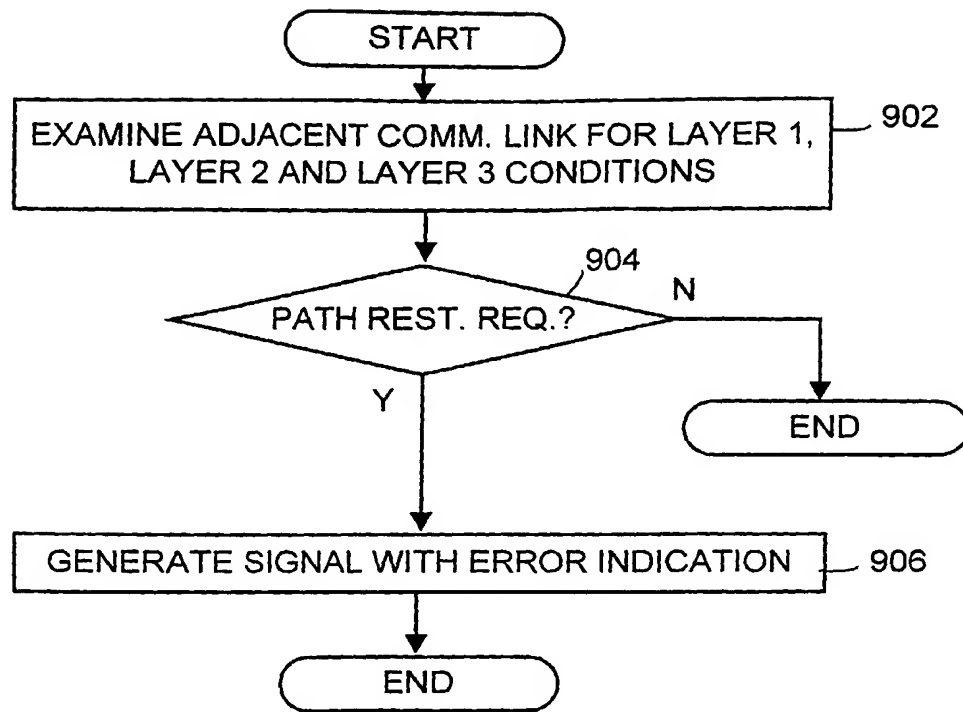 START
EXAMINE ADJACENT COMM. LINK FOR LAYER 1,
LAYER 2 AND LAYER 3 CONDITIONS
902
904
PATH REST. REQ.?
N
Y
END
GENERATE SIGNAL WITH ERROR INDICATION
906
END